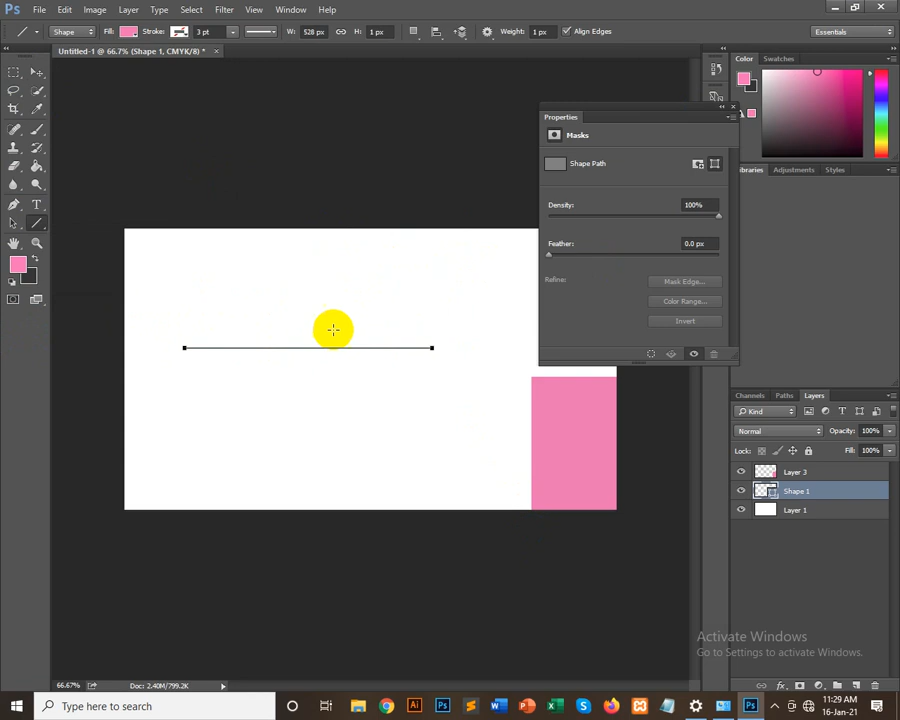 Ps File Edit Image Layer Type Select Filter View Window Help
Shape Fill: Stroke: 3 pt W: 528 px H: 1 px Weight: 1 px Align Edges Essentials
Untitled-1 @ 66.7% (Shape 1, CMYK/8) * ×
Color Swatches
Properties
Masks
Shape Path
Libraries Adjustments Styles
Density: 100%
Feather: 0.0 px
Refine: Mask Edge...
Color Range...
Invert
Channels Paths Layers
Kind
Normal Opacity: 100%
Lock: Fill: 100%
Layer 3
Shape 1
Layer 1
Activate Windows
Go to Settings to activate Windows.
66.67% Doc: 2.40M/799.2K
Type here to search
11:29 AM
16-Jan-21